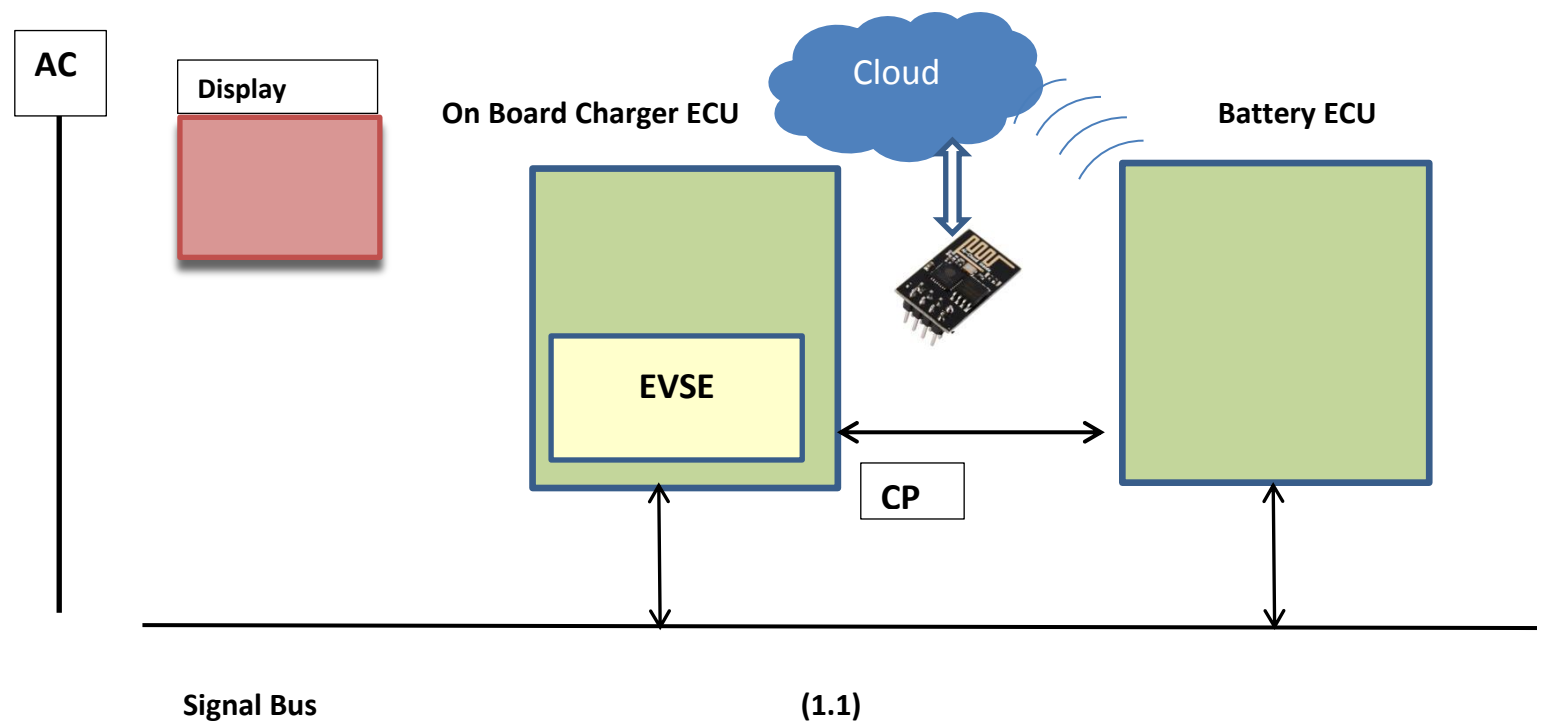 AC
Display
On Board Charger ECU
Cloud
Battery ECU
EVSE
CP
Signal Bus
(1.1)